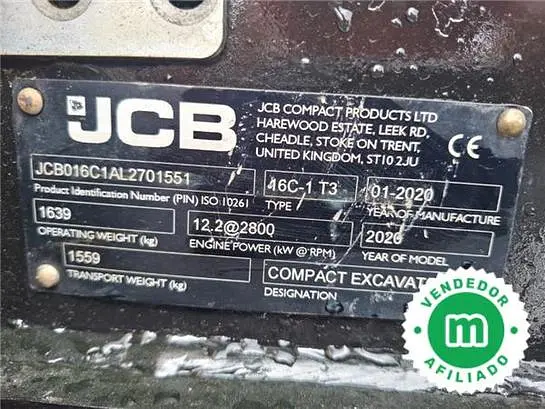 JCB
JCB COMPACT PRODUCTS LTD
HAREWOOD ESTATE, LEEK RD,
CHEADLE, STOKE ON TRENT,
UNITED KINGDOM, ST10 2JU
CE
JCB016C1AL2701551
Product Identification Number (PIN) ISO 10261
16C-1 T3
TYPE
01-2020
YEAR OF MANUFACTURE
1639
OPERATING WEIGHT (kg)
12.2@2800
ENGINE POWER (kW @ RPM)
2020
YEAR OF MODEL
1559
TRANSPORT WEIGHT (kg)
COMPACT EXCAVAT
DESIGNATION
VENDEDOR
m
AFILIADO